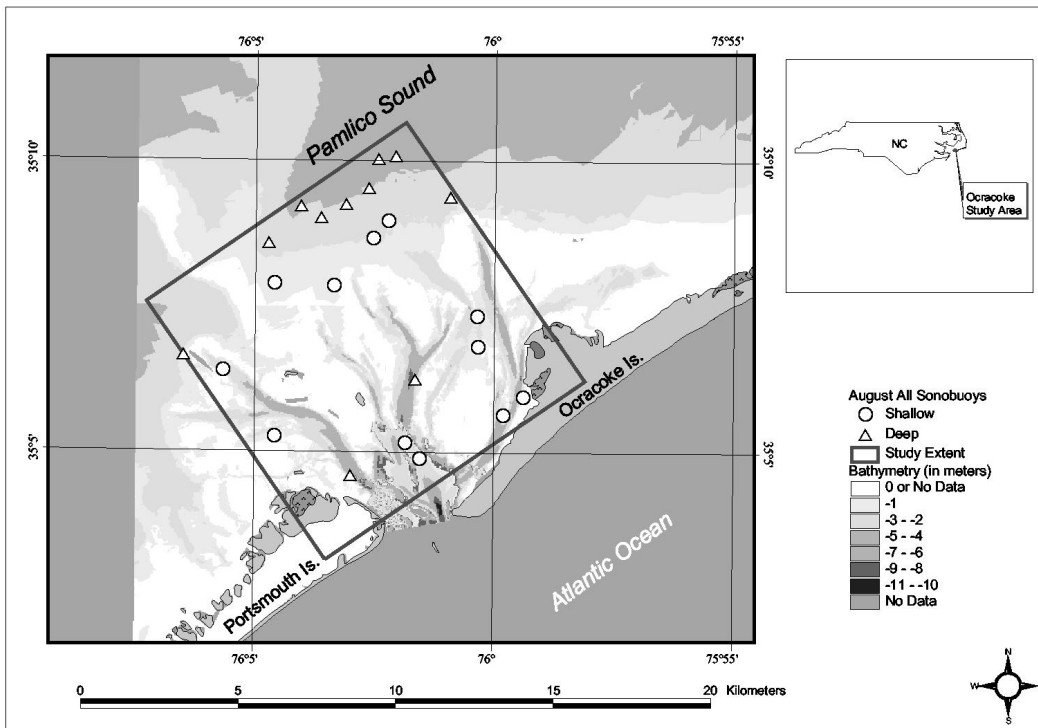 76°5'
76°
75°55'
Pamlico Sound
35°10'
35°10'
NC
Ocracoke
Study Area
Ocracoke Is.
35°5'
35°5'
Atlantic Ocean
Portsmouth Is.
76°5'
76°
75°55'
August All Sonobuoys
Shallow
Deep
Study Extent
Bathymetry (in meters)
0 or No Data
-1
-3 - -2
-5 - -4
-7 - -6
-9 - -8
-11 - -10
No Data
0
5
10
15
20 Kilometers
N
W
E
S